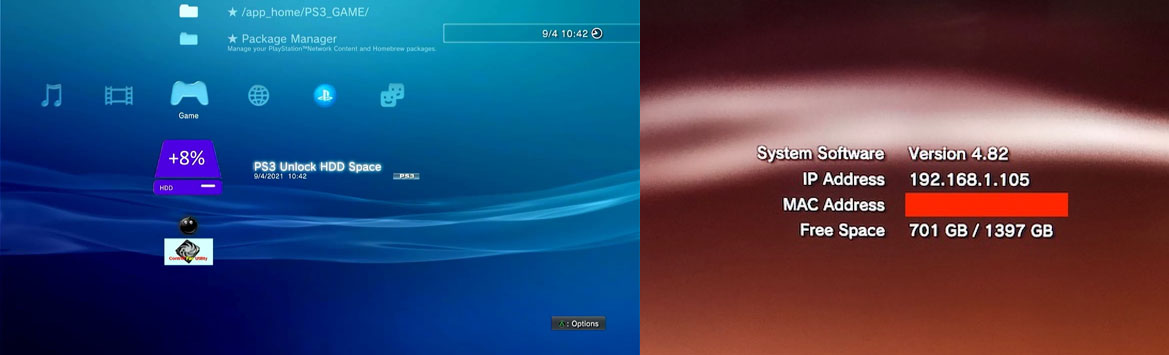 ★ /app_home/PS3_GAME/
★ Package Manager
Manage your PlayStation™Network Content and Homebrew packages.
9/4 10:42
Game
+8%
HDD
PS3 Unlock HDD Space
9/4/2021 10:42
PS3
Utility
: Options
System Software Version 4.82
IP Address 192.168.1.105
MAC Address
Free Space 701 GB / 1397 GB